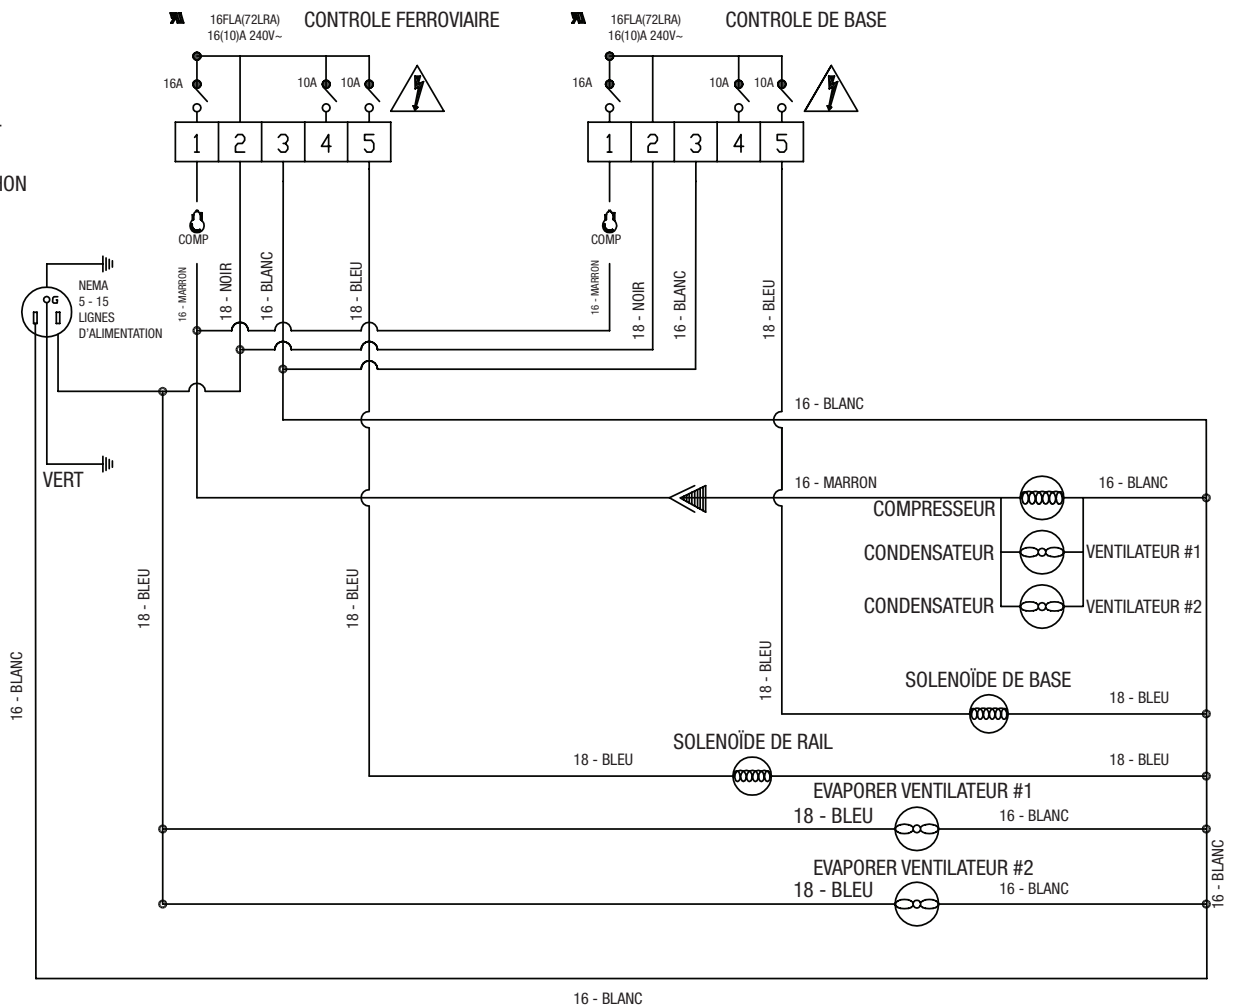 16FLA(72LRA)
16(10)A 240V~
CONTROLE FERROVIAIRE
16FLA(72LRA)
16(10)A 240V~
CONTROLE DE BASE
16A
10A
10A
16A
10A
10A
1 2 3 4 5
1 2 3 4 5
ION
COMP
COMP
16 - MARRON
18 - NOIR
16 - BLANC
18 - BLEU
16 - MARRON
18 - NOIR
16 - BLANC
18 - BLEU
G
NEMA
5 - 15
LIGNES
D'ALIMENTATION
VERT
16 - BLANC
16 - MARRON
16 - BLANC
COMPRESSEUR
CONDENSATEUR
VENTILATEUR #1
CONDENSATEUR
VENTILATEUR #2
18 - BLEU
18 - BLEU
16 - BLANC
18 - BLEU
SOLENOÏDE DE BASE
18 - BLEU
SOLENOÏDE DE RAIL
18 - BLEU
18 - BLEU
EVAPORER VENTILATEUR #1
18 - BLEU
16 - BLANC
EVAPORER VENTILATEUR #2
18 - BLEU
16 - BLANC
16 - BLANC
16 - BLANC